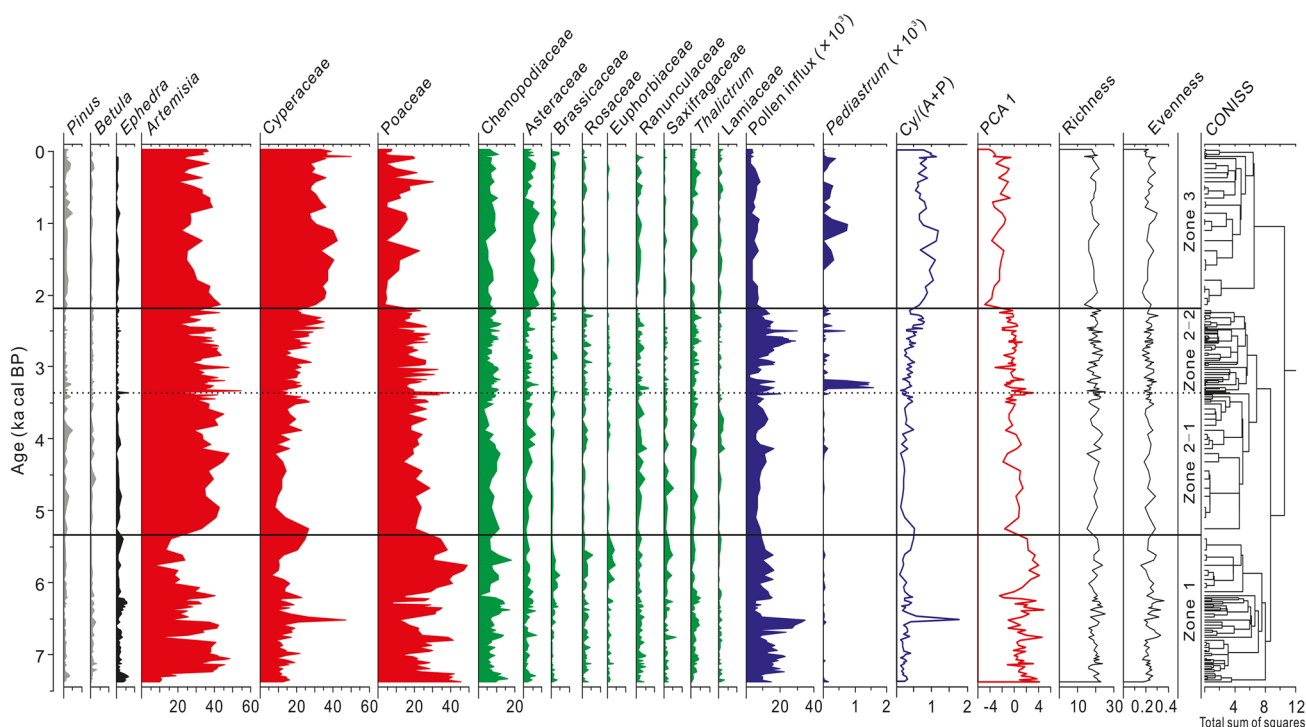 Pinus
Betula
Ephedra
Artemisia
Cyperaceae
Poaceae
Chenopodiaceae
Asteraceae
Brassicaceae
Rosaceae
Euphorbiaceae
Ranunculaceae
Saxifragaceae
Thalictrum
Lamiaceae
Pollen influx (×10³)
Pediastrum (×10³)
Cy/(A+P)
PCA 1
Richness
Evenness
CONISS
Age (ka cal BP)
0
1
2
3
4
5
6
7
Zone 3
Zone 2-2
Zone 2-1
Zone 1
20 40 60 20 40 60 20 40 60 20 20 40 1 2 1 2 -4 0 4 10 0.2 0.4 4 8 12
Total sum of squares